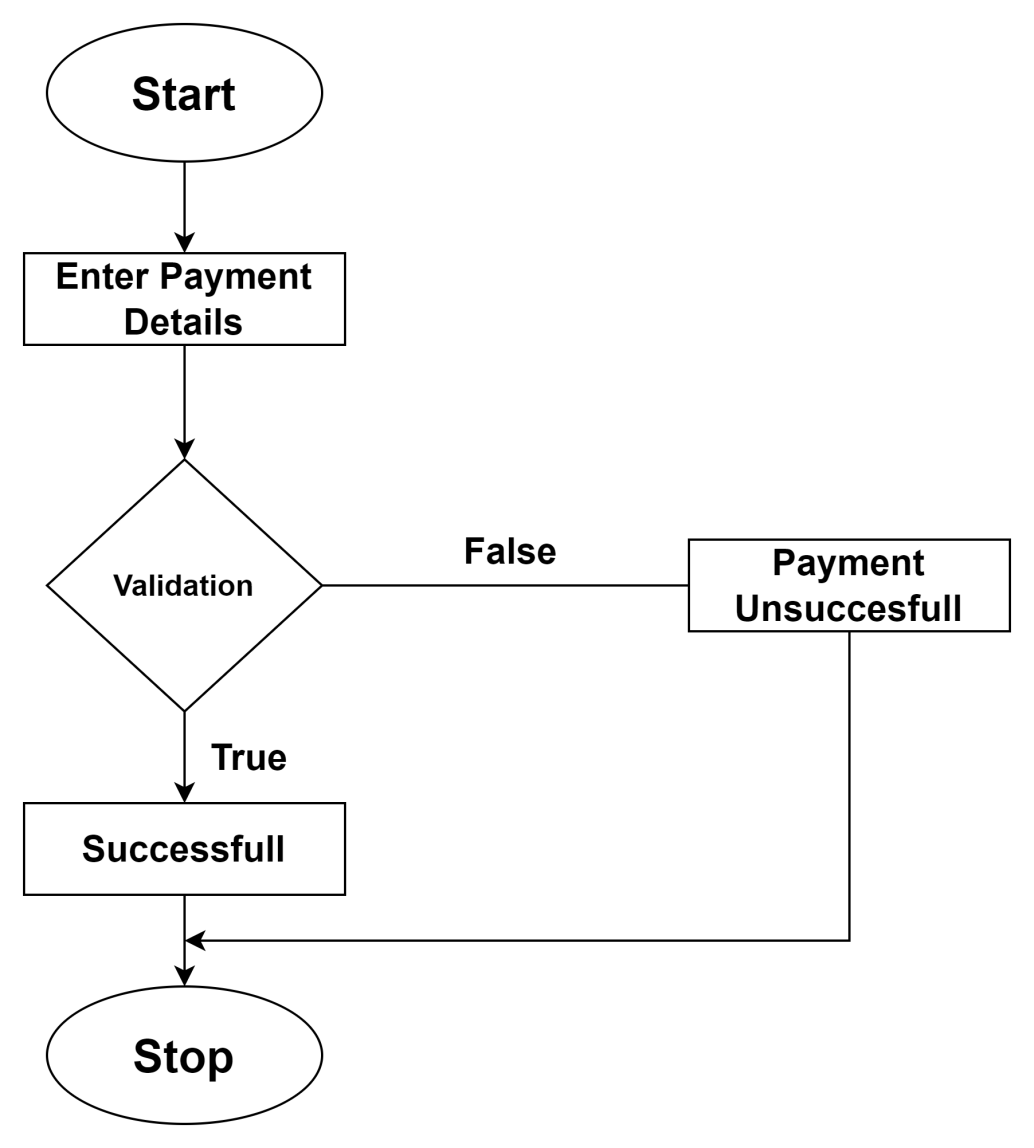 Start
Enter Payment
Details
Validation
False
Payment
Unsuccesfull
True
Successfull
Stop